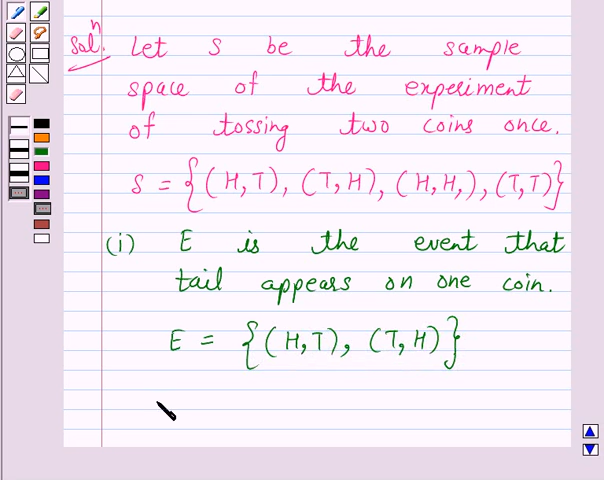 Solⁿ. Let S be the sample
space of the experiment
of tossing two coins once.
S = {(H,T), (T,H), (H,H,), (T,T)}
(i) E is the event that
tail appears on one coin.
E = {(H,T), (T,H)}